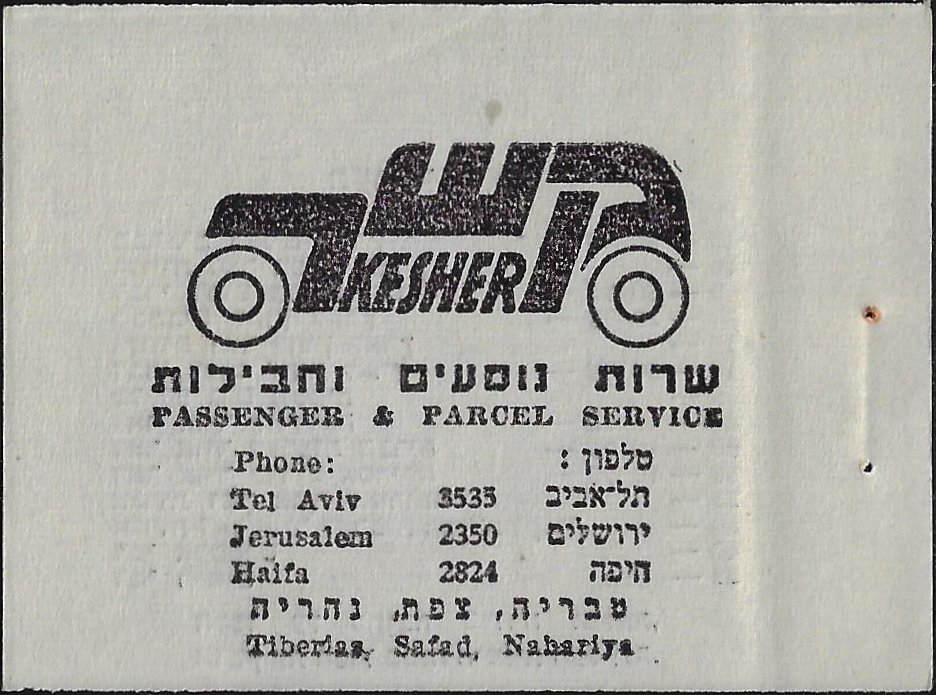 קשר
KESHER
שרות נוסעים וחבילות
PASSENGER & PARCEL SERVICE
Phone: טלפון:
Tel Aviv 3535 תל־אביב
Jerusalem 2350 ירושלים
Haifa 2824 חיפה
טבריה, צפת, נהריה
Tiberias, Safad, Nahariya